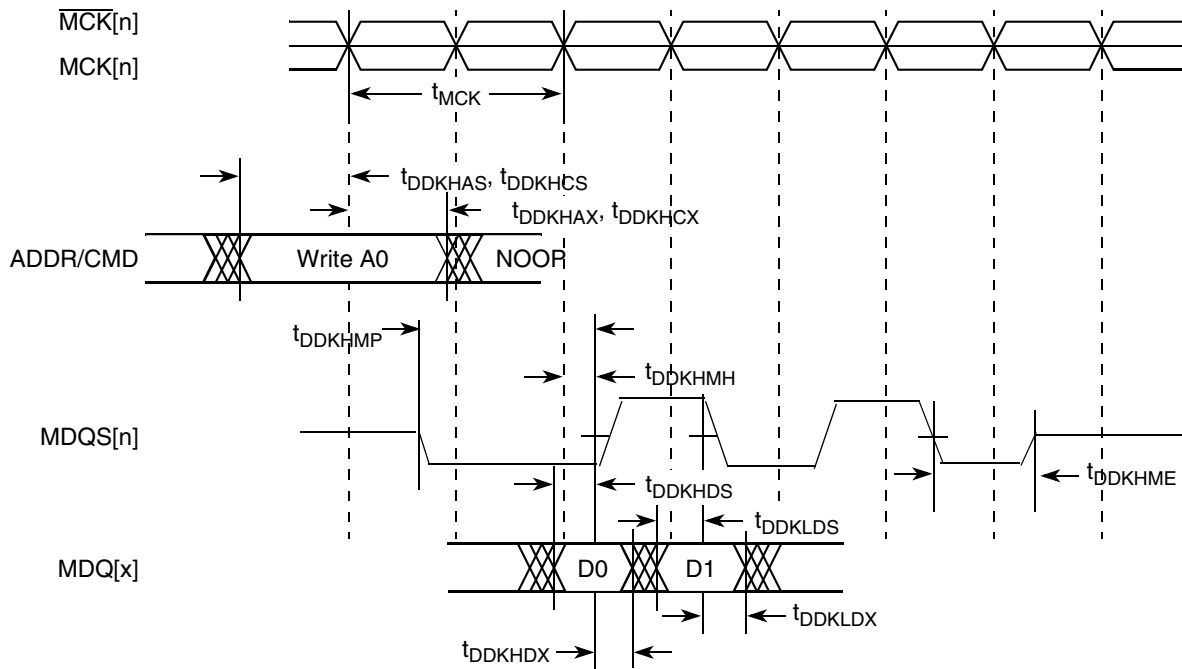 MCK[n]
MCK[n]
tMCK
tDDKHAS, tDDKHCS
tDDKHAX, tDDKHCX
ADDR/CMD Write A0 NOOP
tDDKHMP
tDDKHMH
MDQS[n]
tDDKHME
tDDKHDS
tDDKLDS
MDQ[x] D0 D1
tDDKLDX
tDDKHDX